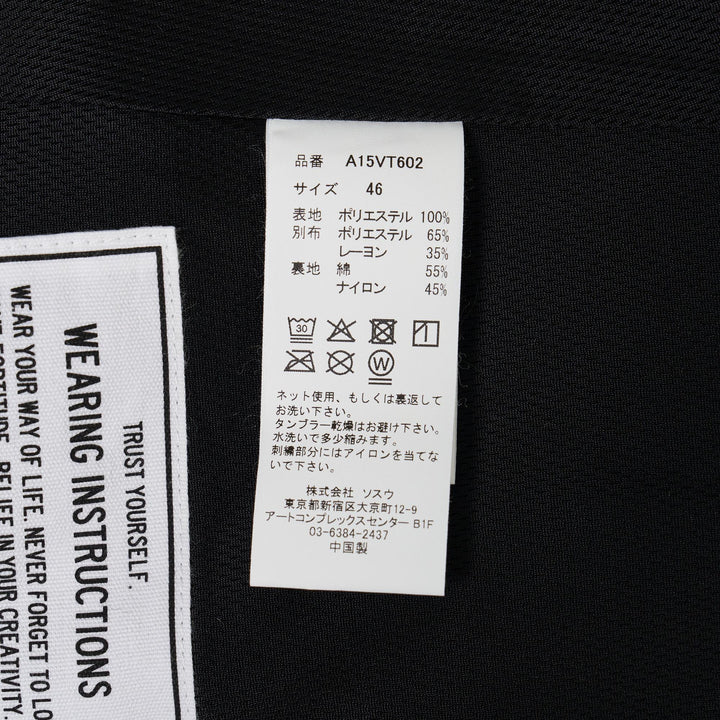 品番 A15VT602
サイズ 46
表地 ポリエステル 100%
別布 ポリエステル 65%
レーヨン 35%
裏地 綿 55%
ナイロン 45%
30
W
ネット使用、もしくは裏返して
お洗い下さい。
タンブラー乾燥はお避け下さい。
水洗いで多少縮みます。
刺繍部分にはアイロンを当てな
いで下さい。
株式会社 ソスウ
東京都新宿区大京町12-9
アートコンプレックスセンター B1F
03-6384-2437
中国製
TRUST YOURSELF.
WEARING INSTRUCTIONS
WEAR YOUR WAY OF LIFE. NEVER FORGET TO LO
FORTITUDE, BELIEF IN YOUR CREATIVITY,